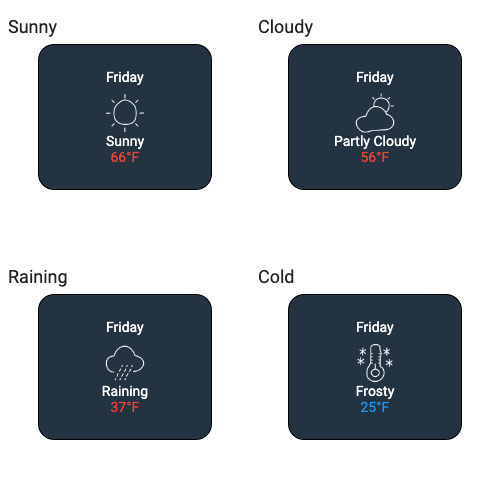 Sunny
Friday
Sunny
66°F
Cloudy
Friday
Partly Cloudy
56°F
Raining
Friday
Raining
37°F
Cold
Friday
Frosty
25°F